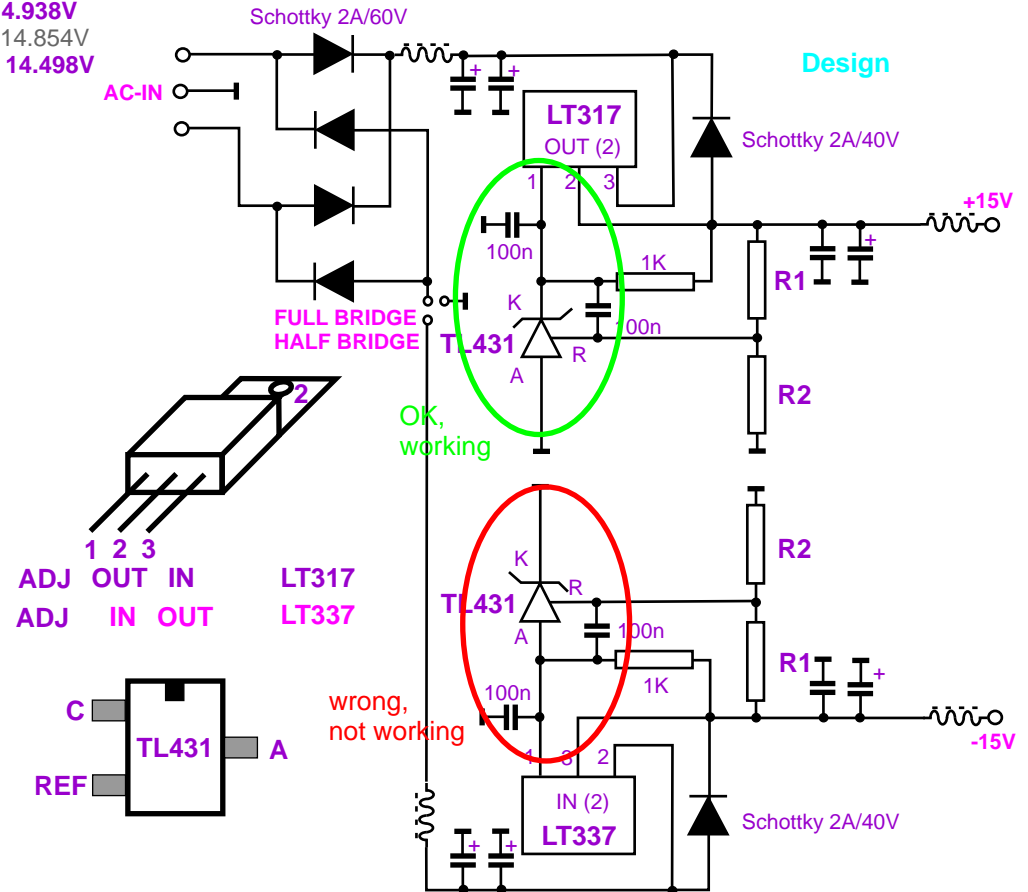 4.938V
14.854V
14.498V
Schottky 2A/60V
AC-IN
Design
LT317
OUT (2)
1 2 3
Schottky 2A/40V
+
+
+15V
100n
1K
R1
+
K
FULL BRIDGE
HALF BRIDGE
TL431
100n
R
A
R2
2
OK,
working
1 2 3
ADJ OUT IN LT317
ADJ IN OUT LT337
K
R2
TL431
R
A
100n
R1
1K
+
100n
wrong,
not working
C
TL431
A
REF
-15V
1 3 2
IN (2)
LT337
Schottky 2A/40V
+
+